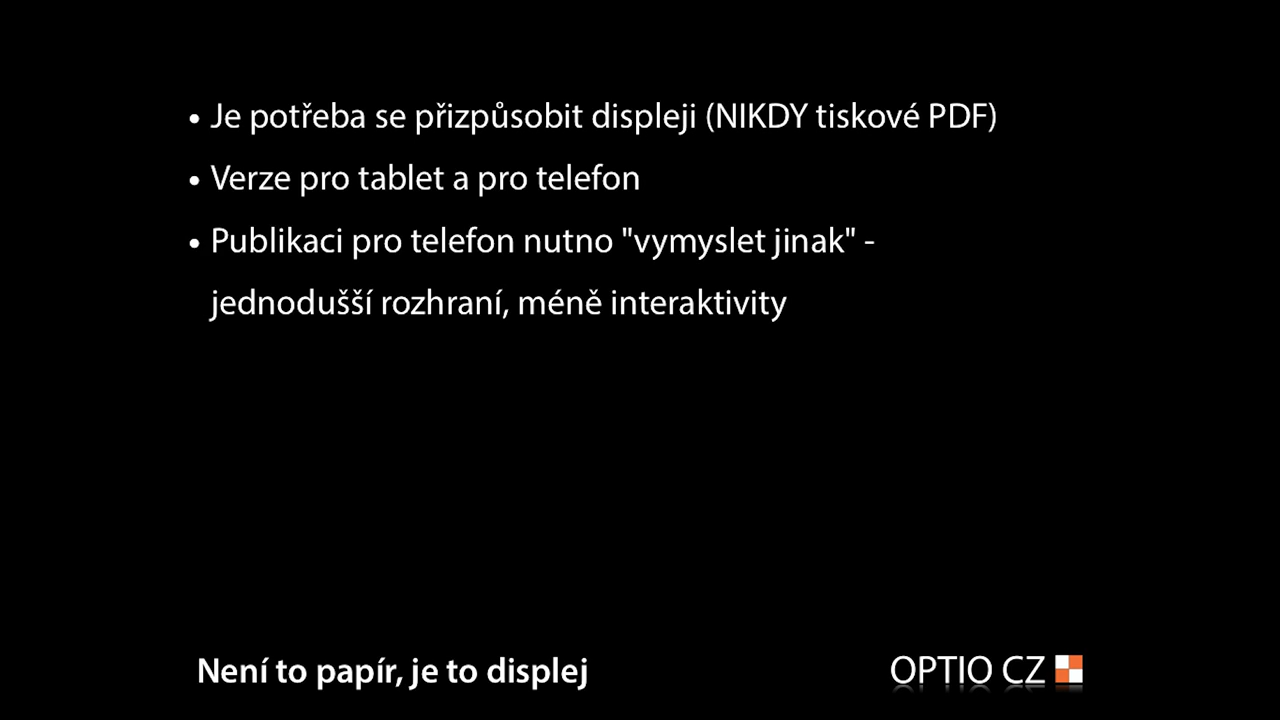 • Je potřeba se přizpůsobit displeji (NIKDY tiskové PDF)
• Verze pro tablet a pro telefon
• Publikaci pro telefon nutno "vymyslet jinak" -
jednodušší rozhraní, méně interaktivity
Není to papír, je to displej
OPTIO CZ